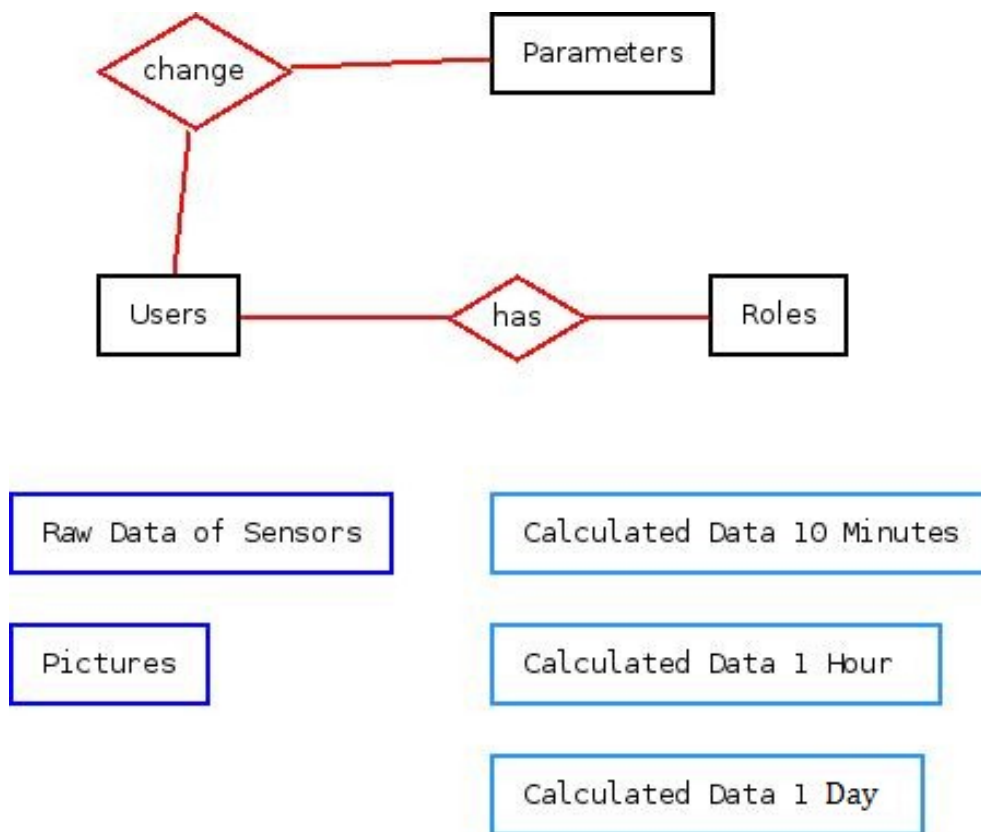 change
Parameters
Users
has
Roles
Raw Data of Sensors
Calculated Data 10 Minutes
Pictures
Calculated Data 1 Hour
Calculated Data 1 Day